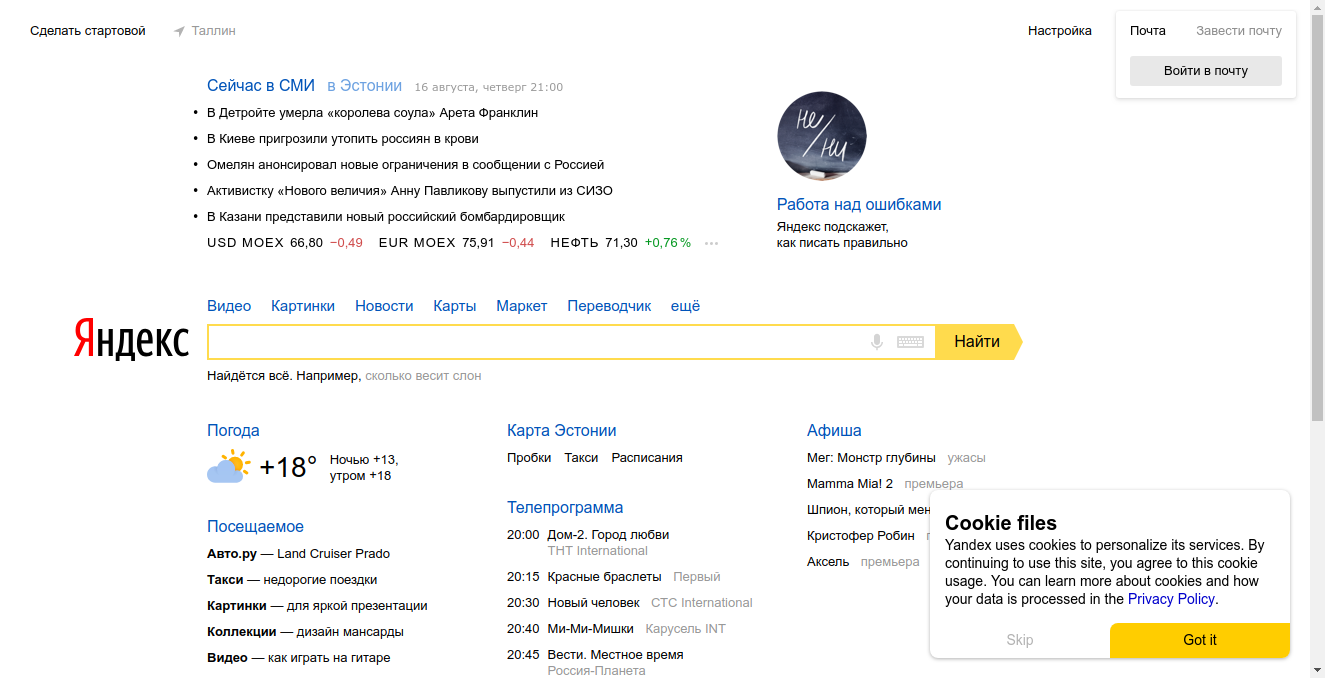 Сделать стартовой Таллин
Настройка
Почта Завести почту
Войти в почту
Сейчас в СМИ в Эстонии 16 августа, четверг 21:00
• В Детройте умерла «королева соула» Арета Франклин
• В Киеве пригрозили утопить россиян в крови
• Омелян анонсировал новые ограничения в сообщении с Россией
• Активистку «Нового величия» Анну Павликову выпустили из СИЗО
• В Казани представили новый российский бомбардировщик
USD MOEX 66,80 −0,49 EUR MOEX 75,91 −0,44 НЕФТЬ 71,30 +0,76 % •••
не/
ни
Работа над ошибками
Яндекс подскажет,
как писать правильно
Видео Картинки Новости Карты Маркет Переводчик ещё
Яндекс
Найти
Найдётся всё. Например, сколько весит слон
Погода
+18°
Ночью +13,
утром +18
Посещаемое
Авто.ру — Land Cruiser Prado
Такси — недорогие поездки
Картинки — для яркой презентации
Коллекции — дизайн мансарды
Видео — как играть на гитаре
Карта Эстонии
Пробки Такси Расписания
Телепрограмма
20:00 Дом-2. Город любви
ТНТ International
20:15 Красные браслеты Первый
20:30 Новый человек СТС International
20:40 Ми-Ми-Мишки Карусель INT
20:45 Вести. Местное время
Россия-Планета
Афиша
Мег: Монстр глубины ужасы
Mamma Mia! 2 премьера
Шпион, который мен
Кристофер Робин
Аксель премьера
Cookie files
Yandex uses cookies to personalize its services. By
continuing to use this site, you agree to this cookie
usage. You can learn more about cookies and how
your data is processed in the Privacy Policy.
Skip
Got it